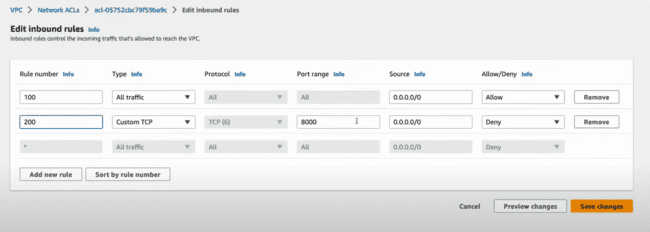 VPC > Network ACLs > acl-05752cbc79f59be9c > Edit inbound rules
Edit inbound rules Info
Inbound rules control the incoming traffic that's allowed to reach the VPC.
Rule number Info Type Info Protocol Info Port range Info Source Info Allow/Deny Info
100 All traffic All All 0.0.0.0/0 Allow Remove
200 Custom TCP TCP (6) 8000 0.0.0.0/0 Deny Remove
* All traffic All All 0.0.0.0/0 Deny
Add new rule Sort by rule number
Cancel Preview changes Save changes